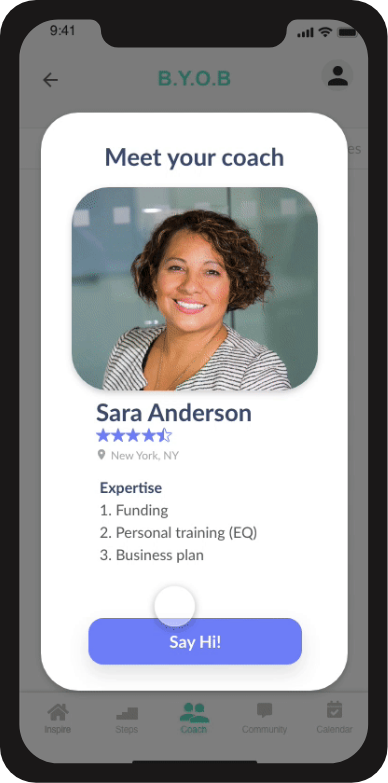 9:41
B.Y.O.B
es
Meet your coach
Sara Anderson
New York, NY
Expertise
1. Funding
2. Personal training (EQ)
3. Business plan
Say Hi!
Inspire
Steps
Coach
Community
Calendar